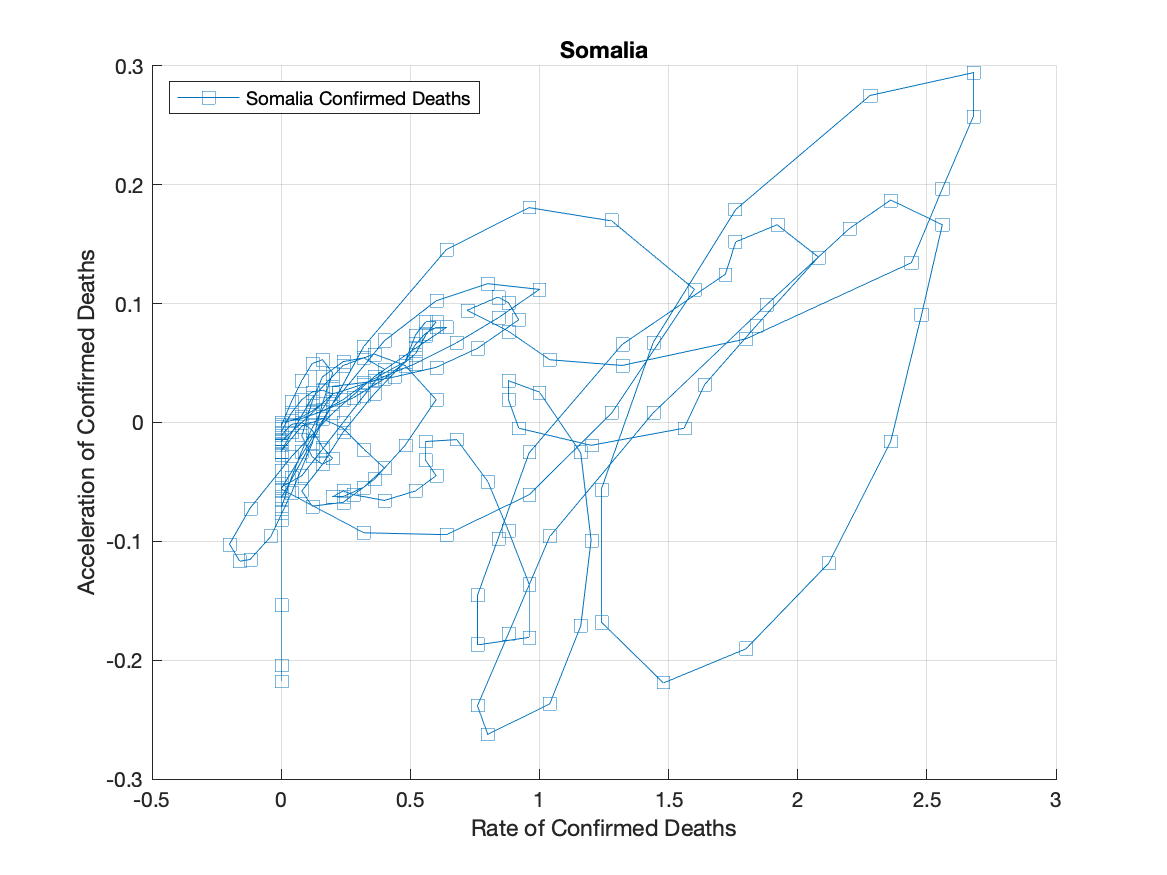 Somalia
Somalia Confirmed Deaths
Acceleration of Confirmed Deaths
0.3
0.2
0.1
0
-0.1
-0.2
-0.3
-0.5 0 0.5 1 1.5 2 2.5 3
Rate of Confirmed Deaths